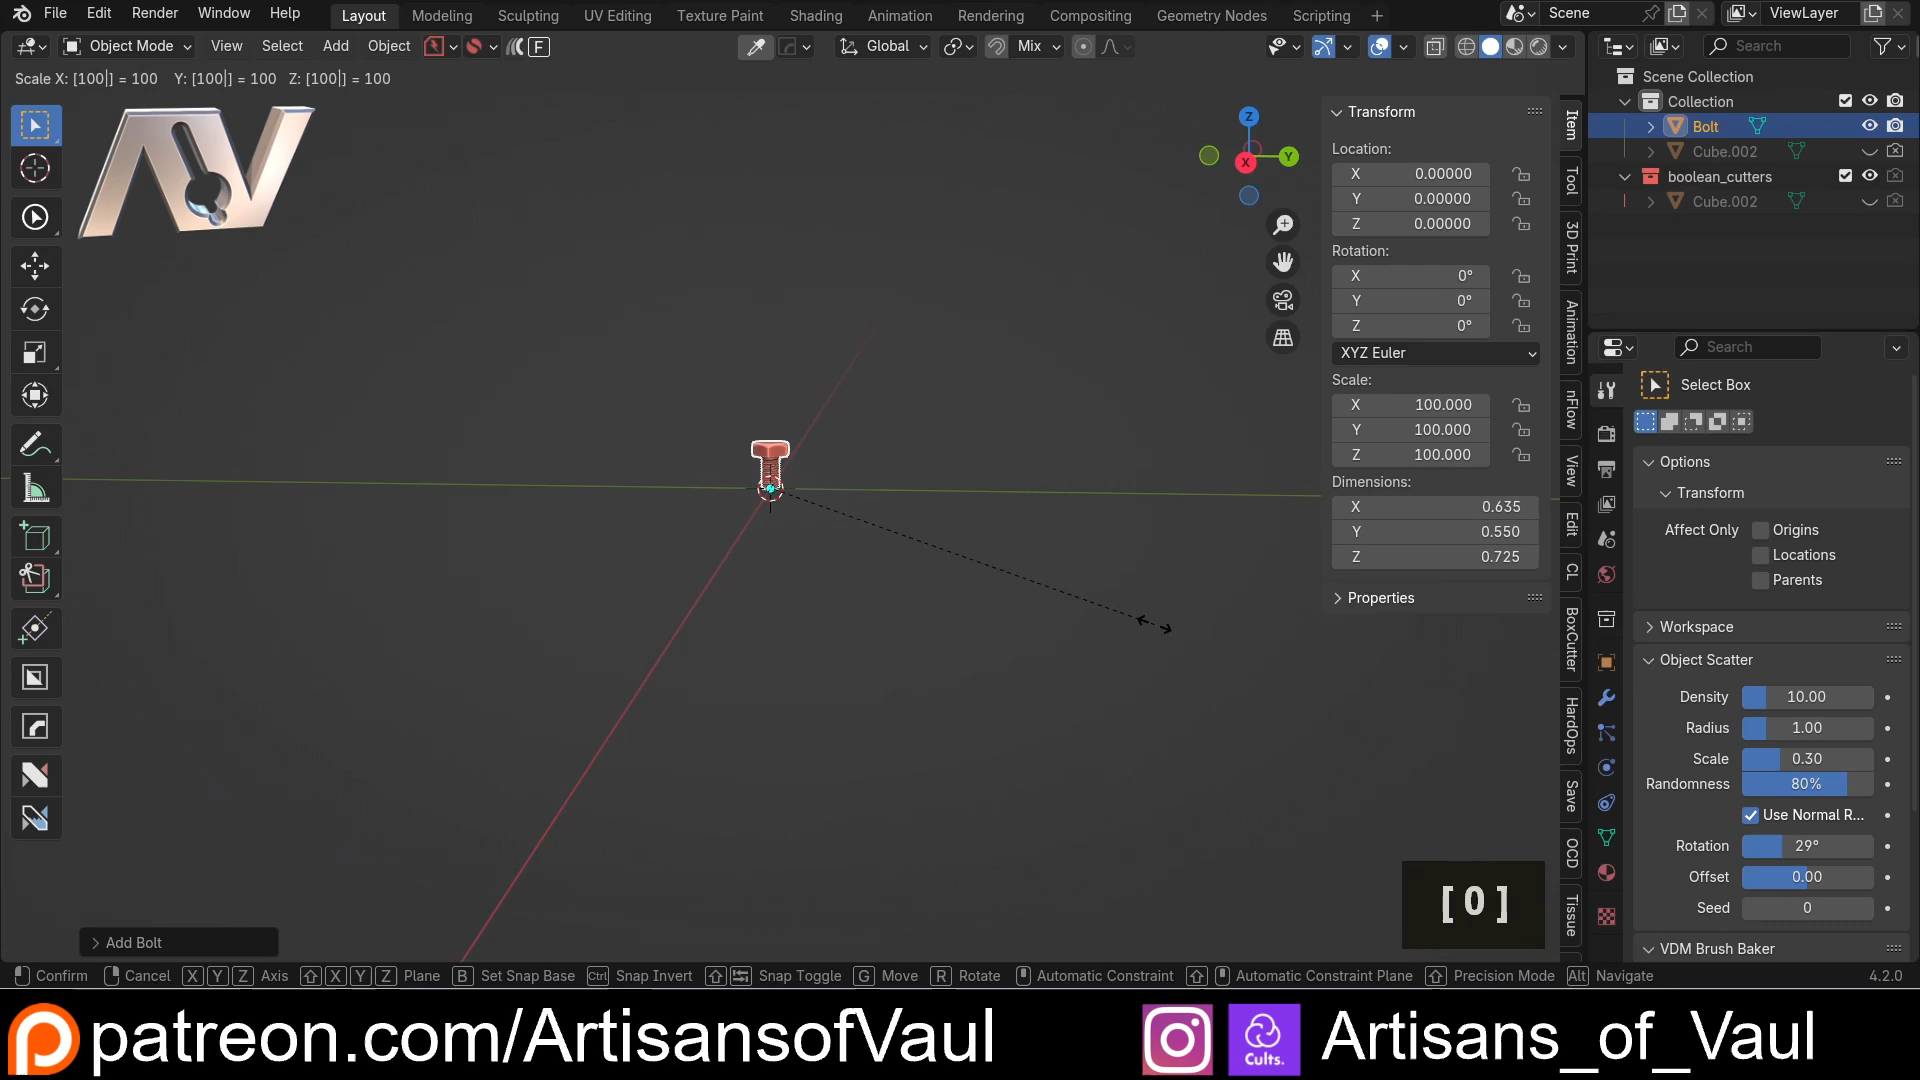 File Edit Render Window Help Layout Modeling Sculpting UV Editing Texture Paint Shading Animation Rendering Compositing Geometry Nodes Scripting + Scene ViewLayer
Object Mode View Select Add Object F Global Mix Search
Scale X: [100|] = 100 Y: [100|] = 100 Z: [100|] = 100
Scene Collection
Collection
Bolt
Cube.002
boolean_cutters
Cube.002
AV
Z
Y
X
Transform
Location:
X 0.00000
Y 0.00000
Z 0.00000
Rotation:
X 0°
Y 0°
Z 0°
XYZ Euler
Scale:
X 100.000
Y 100.000
Z 100.000
Dimensions:
X 0.635
Y 0.550
Z 0.725
Properties
Item
Tool
3D Print
Animation
nFlow
View
Edit
CL
BoxCutter
HardOps
Save
OCD
Tissue
Search
Select Box
Options
Transform
Affect Only Origins
Locations
Parents
Workspace
Object Scatter
Density 10.00
Radius 1.00
Scale 0.30
Randomness 80%
Use Normal R...
Rotation 29°
Offset 0.00
Seed 0
VDM Brush Baker
[0]
Add Bolt
Confirm Cancel X Y Z Axis X Y Z Plane B Set Snap Base Ctrl Snap Invert Snap Toggle G Move R Rotate Automatic Constraint Automatic Constraint Plane Precision Mode Alt Navigate 4.2.0
patreon.com/ArtisansofVaul Cults. Artisans_of_Vaul